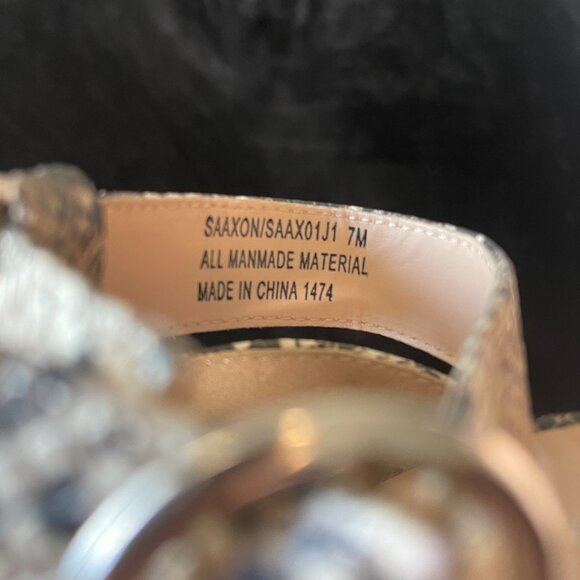 SAAXON/SAAX01J1 7M
ALL MANMADE MATERIAL
MADE IN CHINA 1474